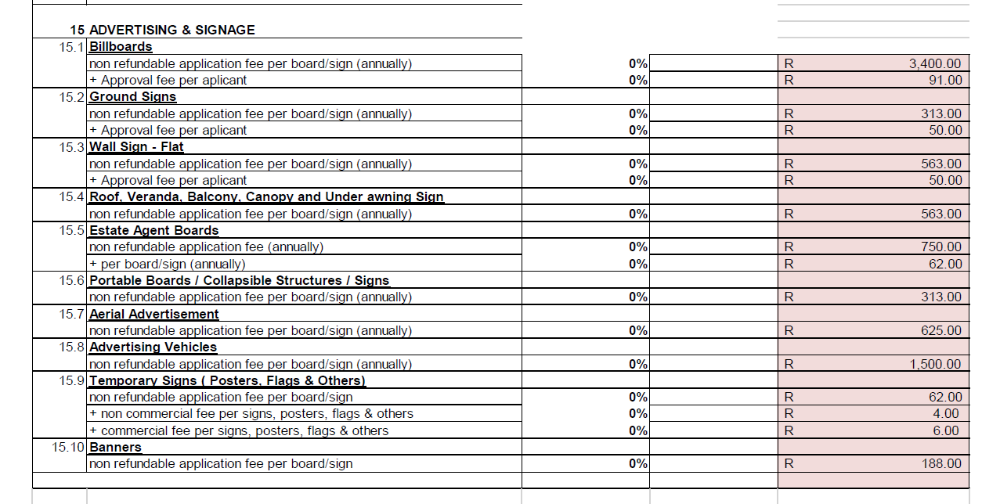 15 ADVERTISING & SIGNAGE
15.1 Billboards
non refundable application fee per board/sign (annually) 0% R 3,400.00
+ Approval fee per aplicant 0% R 91.00
15.2 Ground Signs
non refundable application fee per board/sign (annually) 0% R 313.00
+ Approval fee per aplicant 0% R 50.00
15.3 Wall Sign - Flat
non refundable application fee per board/sign (annually) 0% R 563.00
+ Approval fee per aplicant 0% R 50.00
15.4 Roof, Veranda, Balcony, Canopy and Under awning Sign
non refundable application fee per board/sign (annually) 0% R 563.00
15.5 Estate Agent Boards
non refundable application fee (annually) 0% R 750.00
+ per board/sign (annually) 0% R 62.00
15.6 Portable Boards / Collapsible Structures / Signs
non refundable application fee per board/sign (annually) 0% R 313.00
15.7 Aerial Advertisement
non refundable application fee per board/sign (annually) 0% R 625.00
15.8 Advertising Vehicles
non refundable application fee per board/sign (annually) 0% R 1,500.00
15.9 Temporary Signs ( Posters, Flags & Others)
non refundable application fee per board/sign 0% R 62.00
+ non commercial fee per signs, posters, flags & others 0% R 4.00
+ commercial fee per signs, posters, flags & others 0% R 6.00
15.10 Banners
non refundable application fee per board/sign 0% R 188.00